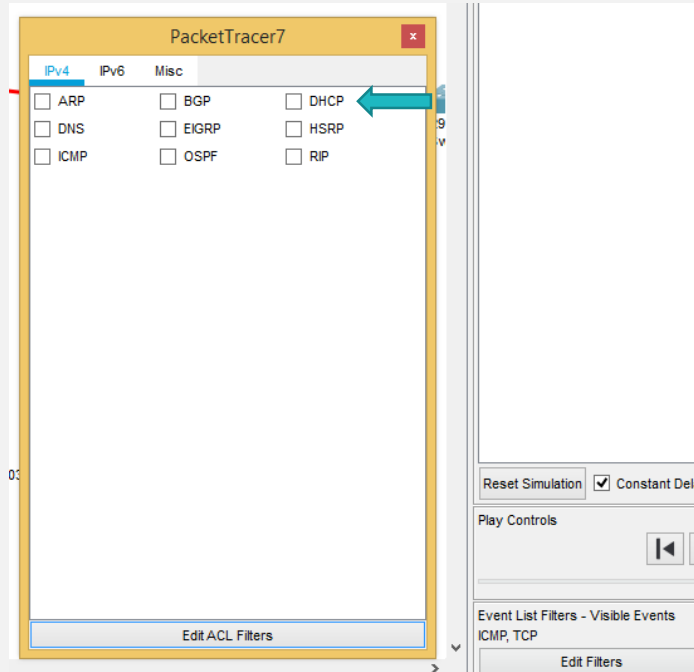 PacketTracer7
x
IPv4 IPv6 Misc
ARP BGP DHCP
DNS EIGRP HSRP
ICMP OSPF RIP
Edit ACL Filters
Reset Simulation Constant Del
Play Controls
Event List Filters - Visible Events
ICMP, TCP
Edit Filters